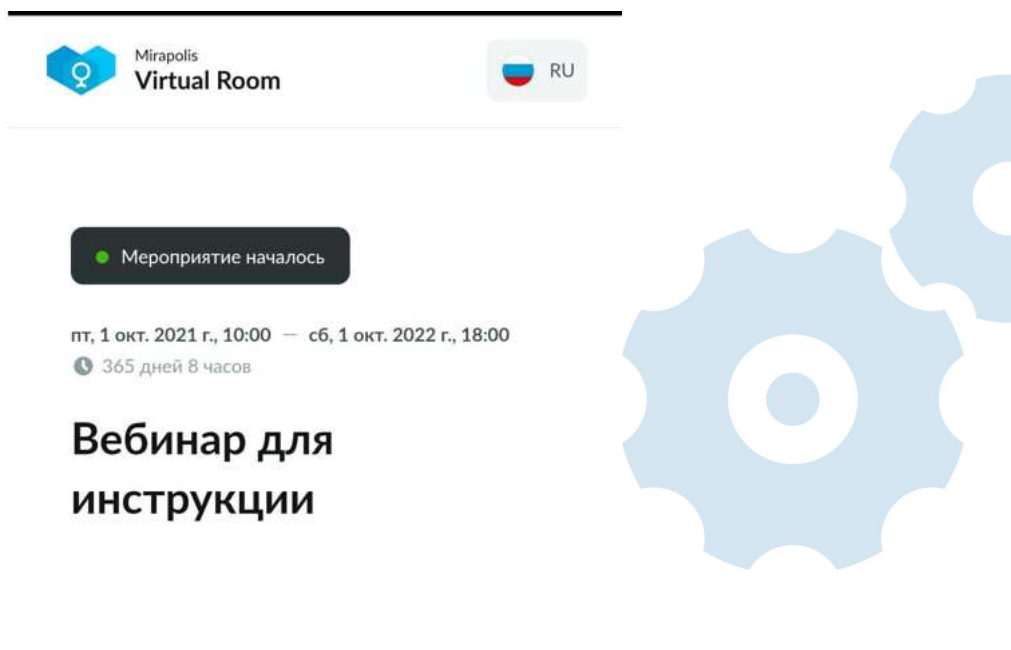 Mirapolis
Virtual Room
RU
Мероприятие началось
пт, 1 окт. 2021 г., 10:00 — сб, 1 окт. 2022 г., 18:00
365 дней 8 часов
Вебинар для
инструкции